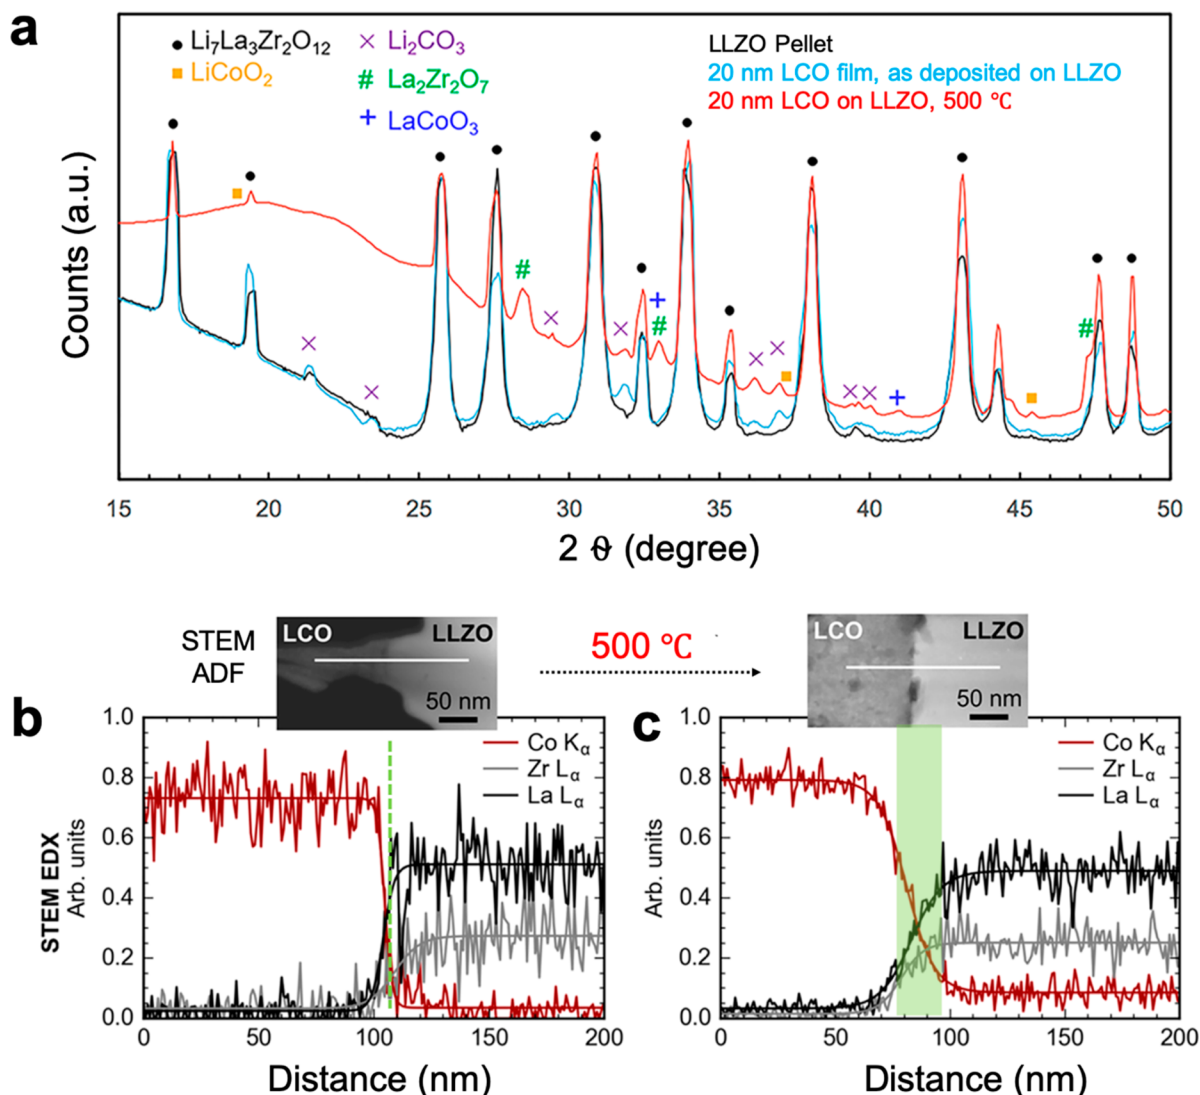 a
● Li₇La₃Zr₂O₁₂
■ LiCoO₂
× Li₂CO₃
# La₂Zr₂O₇
+ LaCoO₃
LLZO Pellet
20 nm LCO film, as deposited on LLZO
20 nm LCO on LLZO, 500 ℃
Counts (a.u.)
# # + #
15 20 25 30 35 40 45 50
2 ϑ (degree)
STEM
ADF
LCO LLZO
50 nm
500 ℃
LCO LLZO
50 nm
b
STEM EDX
Arb. units
1.0
0.8
0.6
0.4
0.2
0.0
Co Kα
Zr Lα
La Lα
0 50 100 150 200
Distance (nm)
c
Arb. units
1.0
0.8
0.6
0.4
0.2
0.0
Co Kα
Zr Lα
La Lα
0 50 100 150 200
Distance (nm)